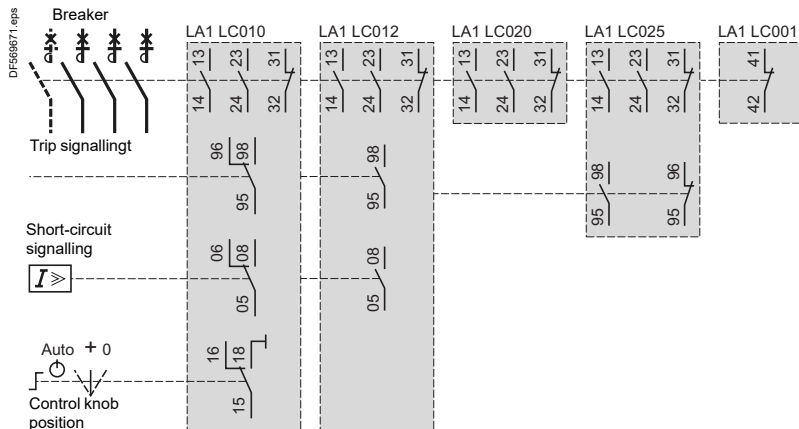 DF569671.eps
Breaker
LA1 LC010
LA1 LC012
LA1 LC020
LA1 LC025
LA1 LC001
13 23 31
14 24 32
13 23 31
14 24 32
13 23 31
14 24 32
13 23 31
14 24 32
41
42
Trip signallingt
96 98
95
98
95
98 96
95 95
Short-circuit
signalling
I
06 08
05
08
05
Auto + 0
16 18
15
Control knob
position